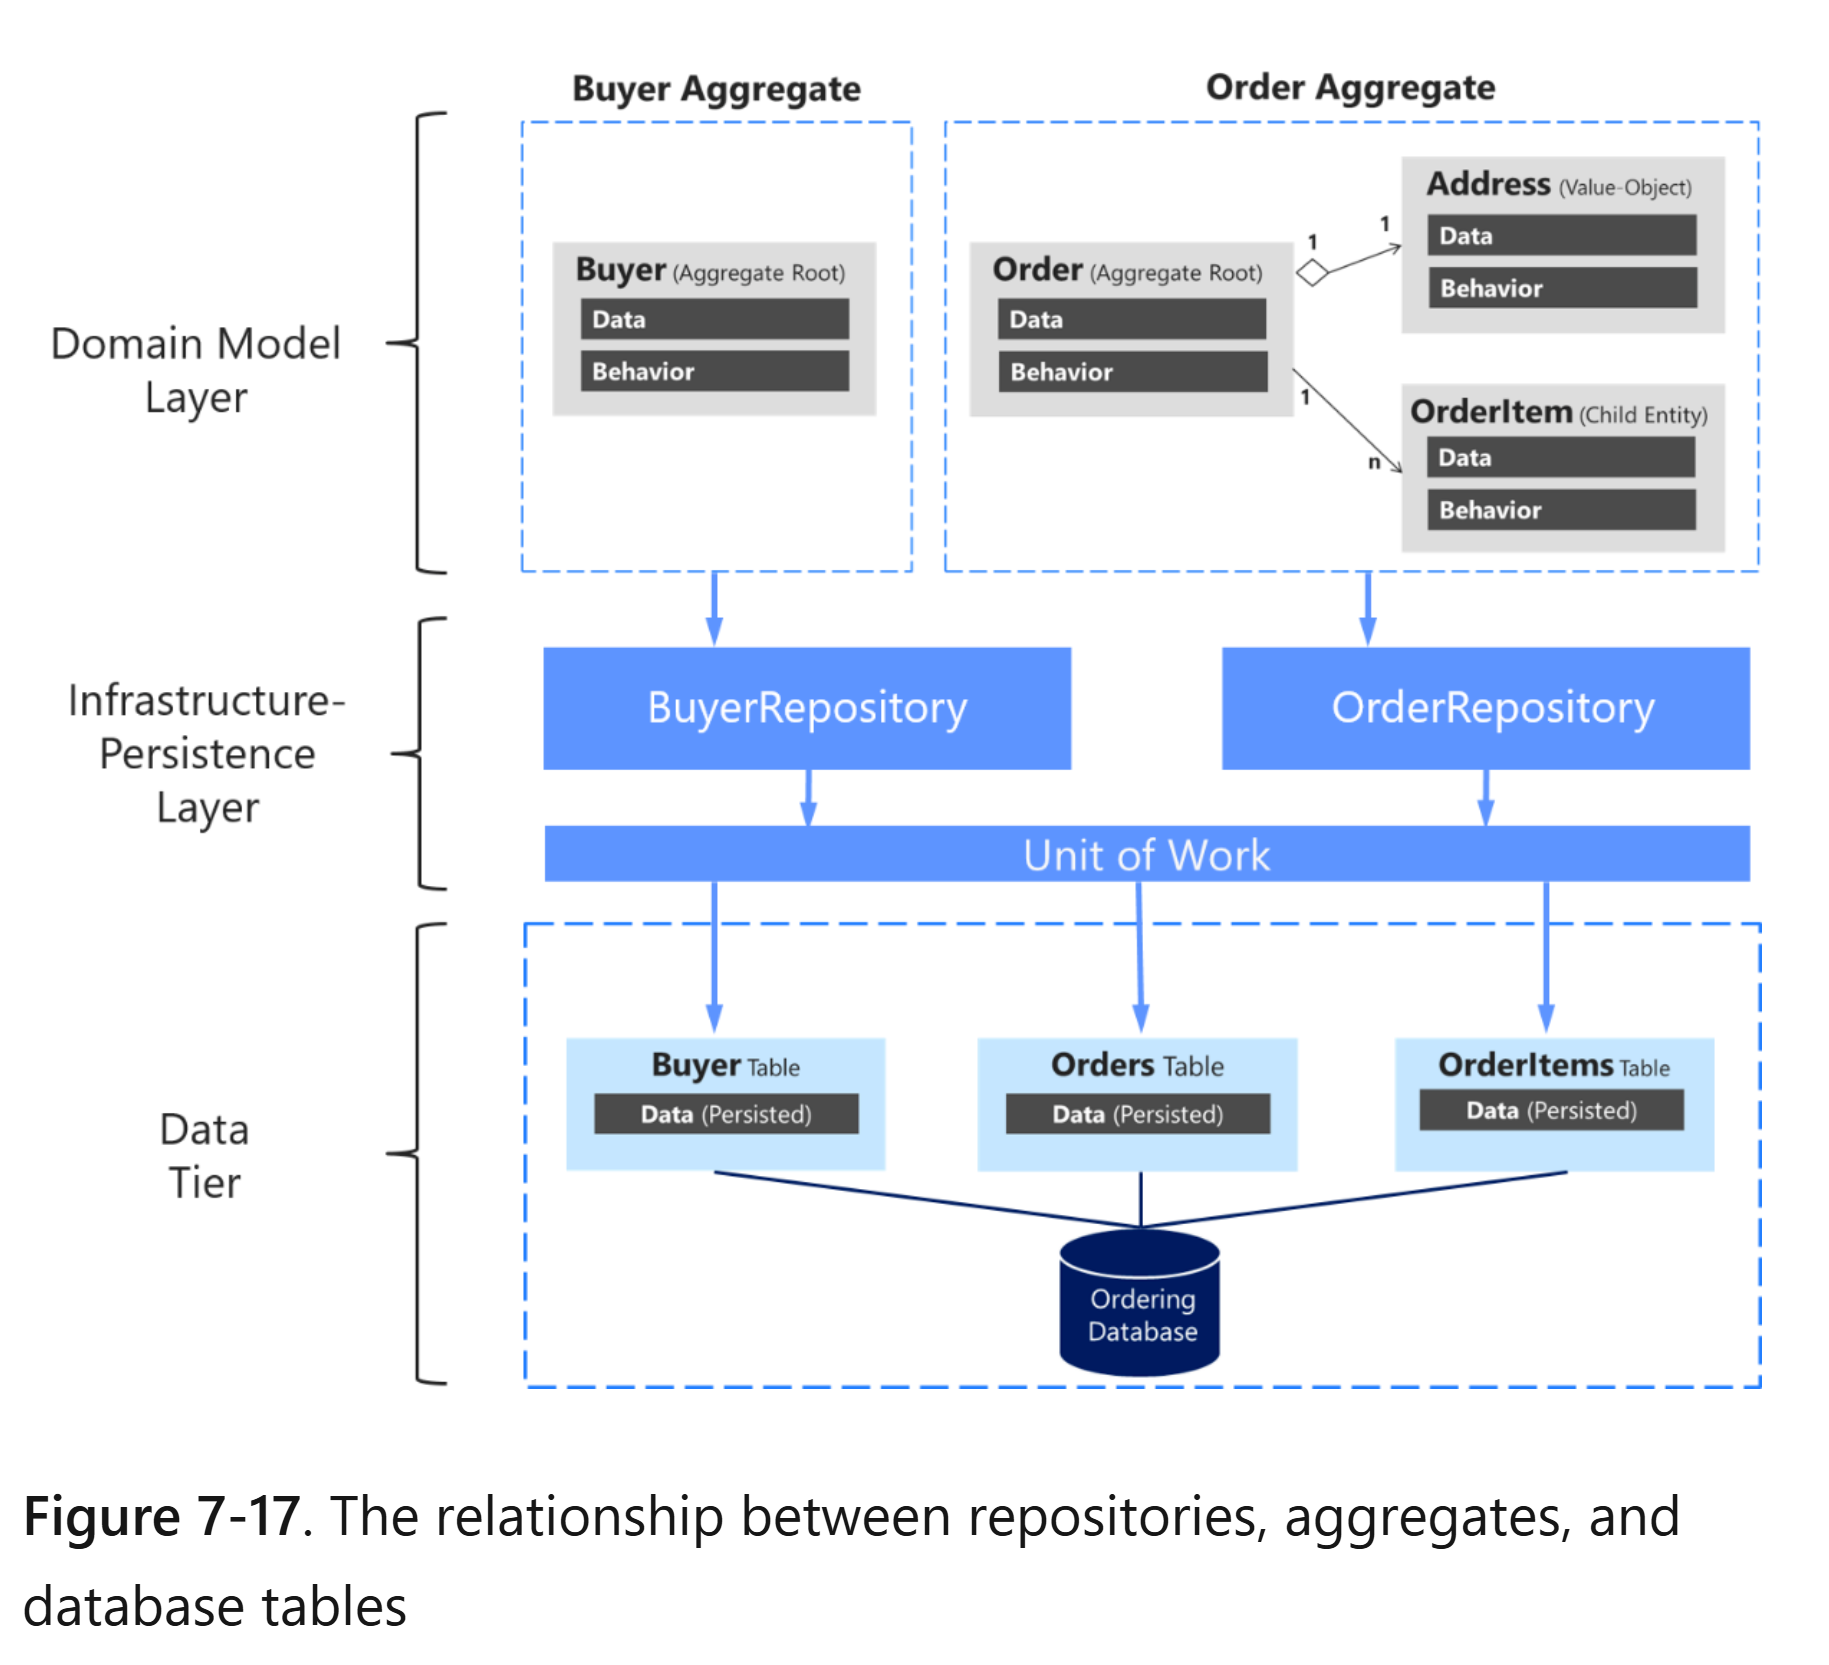 Buyer Aggregate
Order Aggregate
Domain Model
Layer
Buyer (Aggregate Root)
Data
Behavior
Order (Aggregate Root)
Data
Behavior
1
1
Address (Value-Object)
Data
Behavior
1
n
OrderItem (Child Entity)
Data
Behavior
Infrastructure-
Persistence
Layer
BuyerRepository
OrderRepository
Unit of Work
Data
Tier
Buyer Table
Data (Persisted)
Orders Table
Data (Persisted)
OrderItems Table
Data (Persisted)
Ordering
Database
Figure 7-17. The relationship between repositories, aggregates, and
database tables